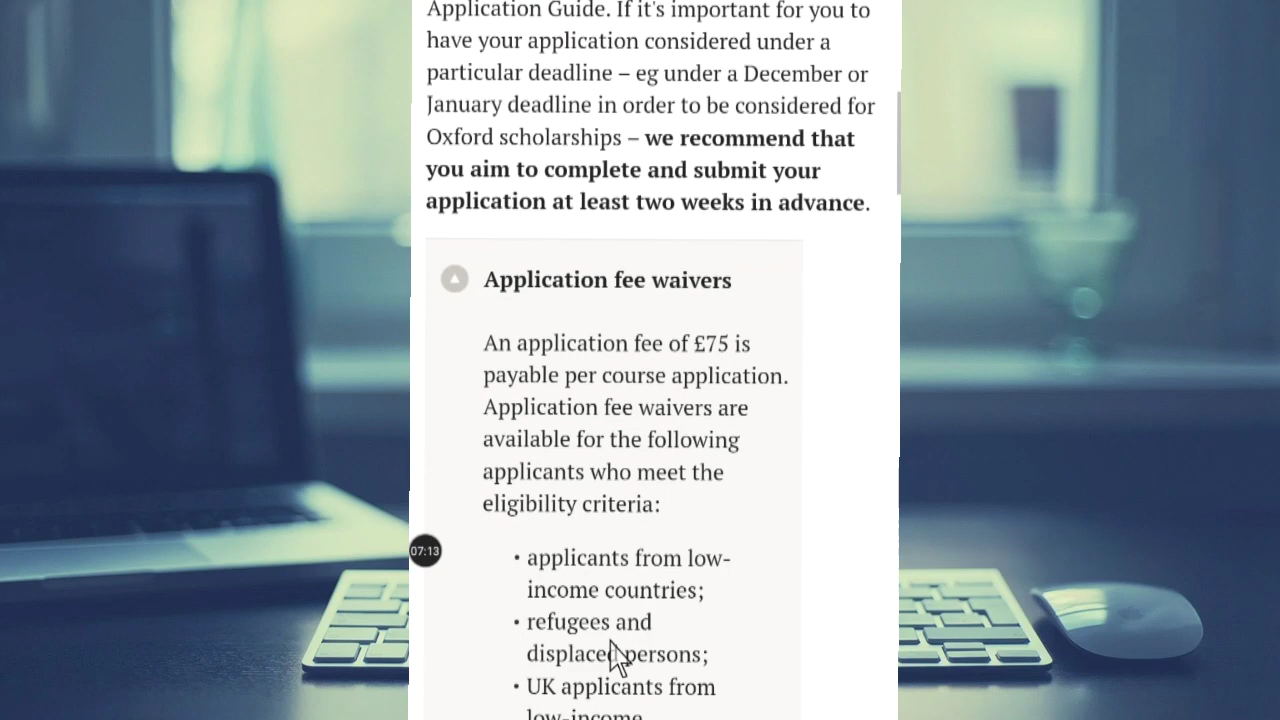 Application Guide. If it's important for you to
have your application considered under a
particular deadline – eg under a December or
January deadline in order to be considered for
Oxford scholarships – we recommend that
you aim to complete and submit your
application at least two weeks in advance.
Application fee waivers
An application fee of £75 is
payable per course application.
Application fee waivers are
available for the following
applicants who meet the
eligibility criteria:
• applicants from low-
income countries;
07:13
• refugees and
displaced persons;
• UK applicants from
low-income